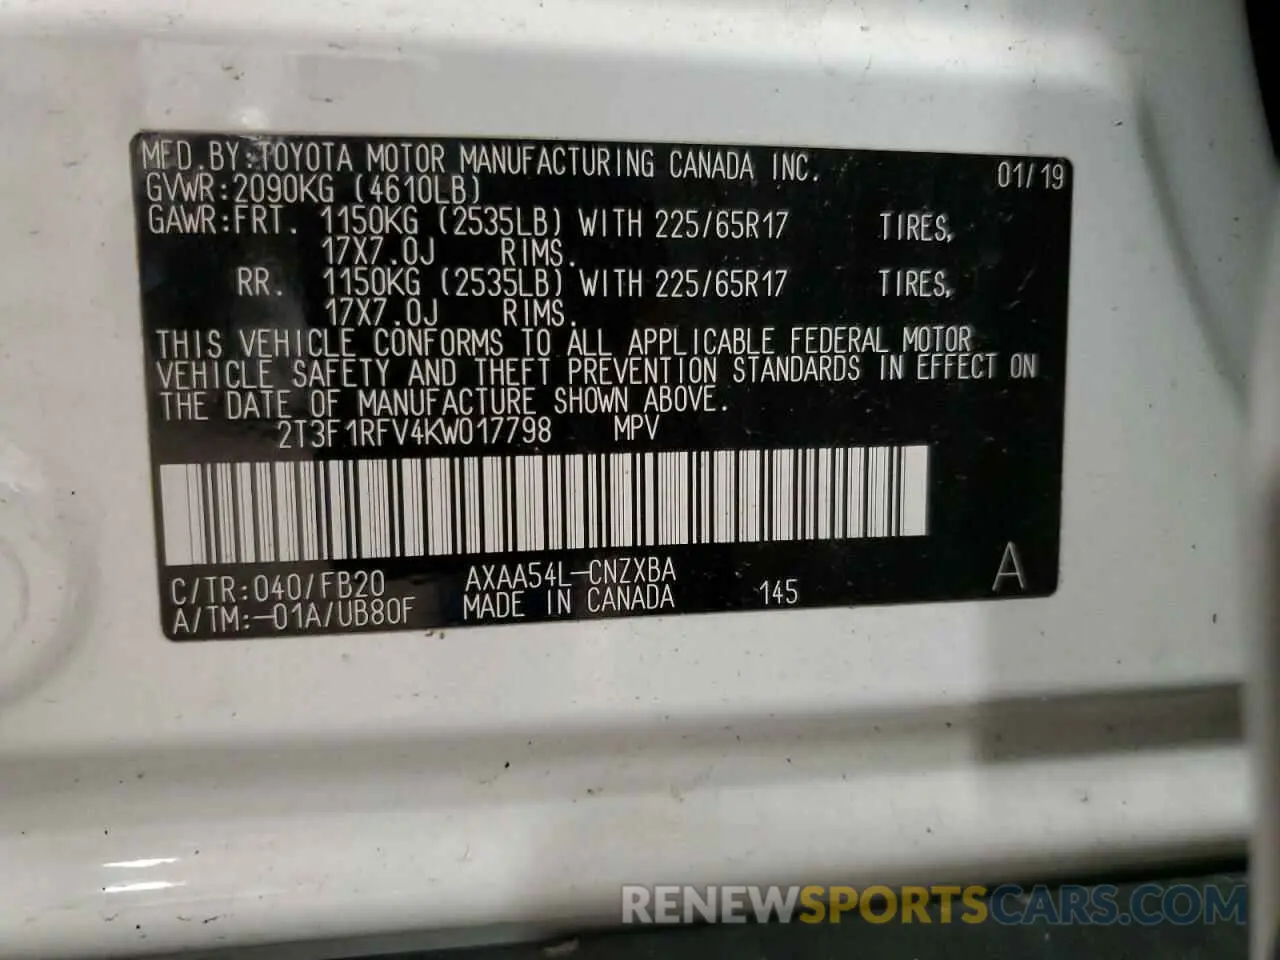 MFD.BY:TOYOTA MOTOR MANUFACTURING CANADA INC. 01/19
GVWR:2090KG (4610LB)
GAWR:FRT. 1150KG (2535LB) WITH 225/65R17 TIRES,
17X7.0J RIMS.
RR. 1150KG (2535LB) WITH 225/65R17 TIRES,
17X7.0J RIMS.
THIS VEHICLE CONFORMS TO ALL APPLICABLE FEDERAL MOTOR
VEHICLE SAFETY AND THEFT PREVENTION STANDARDS IN EFFECT ON
THE DATE OF MANUFACTURE SHOWN ABOVE.
2T3F1RFV4KW017798 MPV
C/TR:040/FB20 AXAA54L-CNZXBA A
A/TM:-01A/UB80F MADE IN CANADA 145
RENEWSPORTSCARS.COM